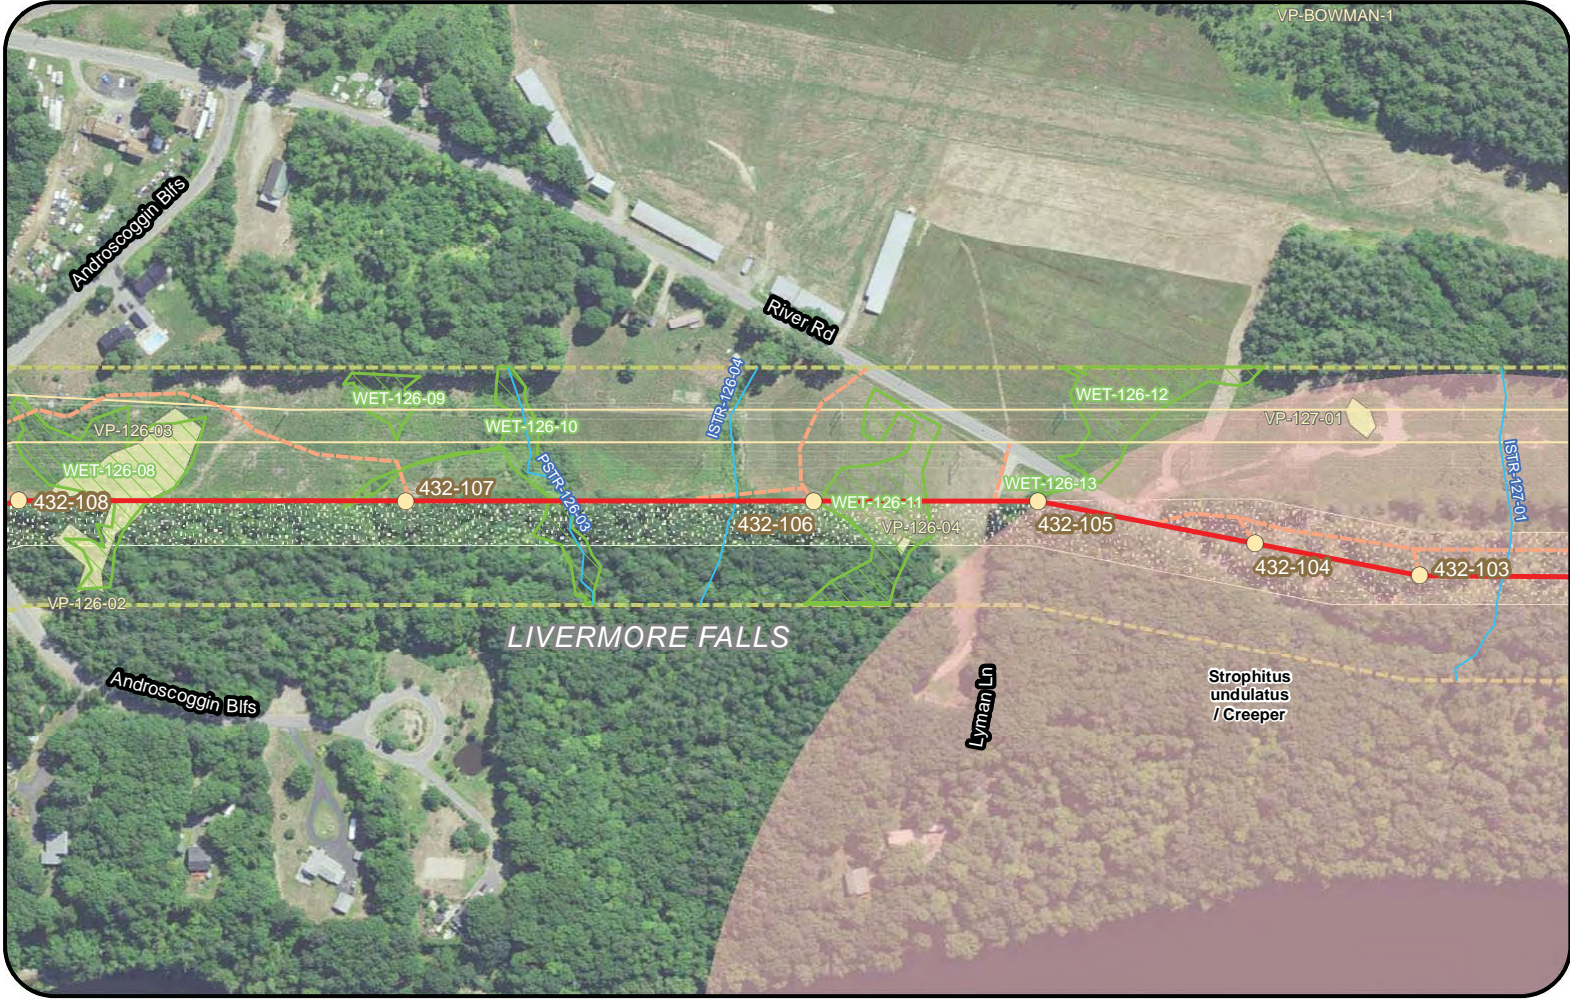 VP-BOWMAN-1
Androscoggin Blfs
River Rd
ISTR-126-04
WET-126-09
WET-126-12
VP-127-01
VP-126-03
WET-126-10
WET-126-08
PSTR-126-03
ISTR-127-01
432-108
432-107
WET-126-11
WET-126-13
432-106
VP-126-04
432-105
432-104
432-103
VP-126-02
LIVERMORE FALLS
Androscoggin Blfs
Lyman Ln
Strophitus
undulatus
/ Creeper